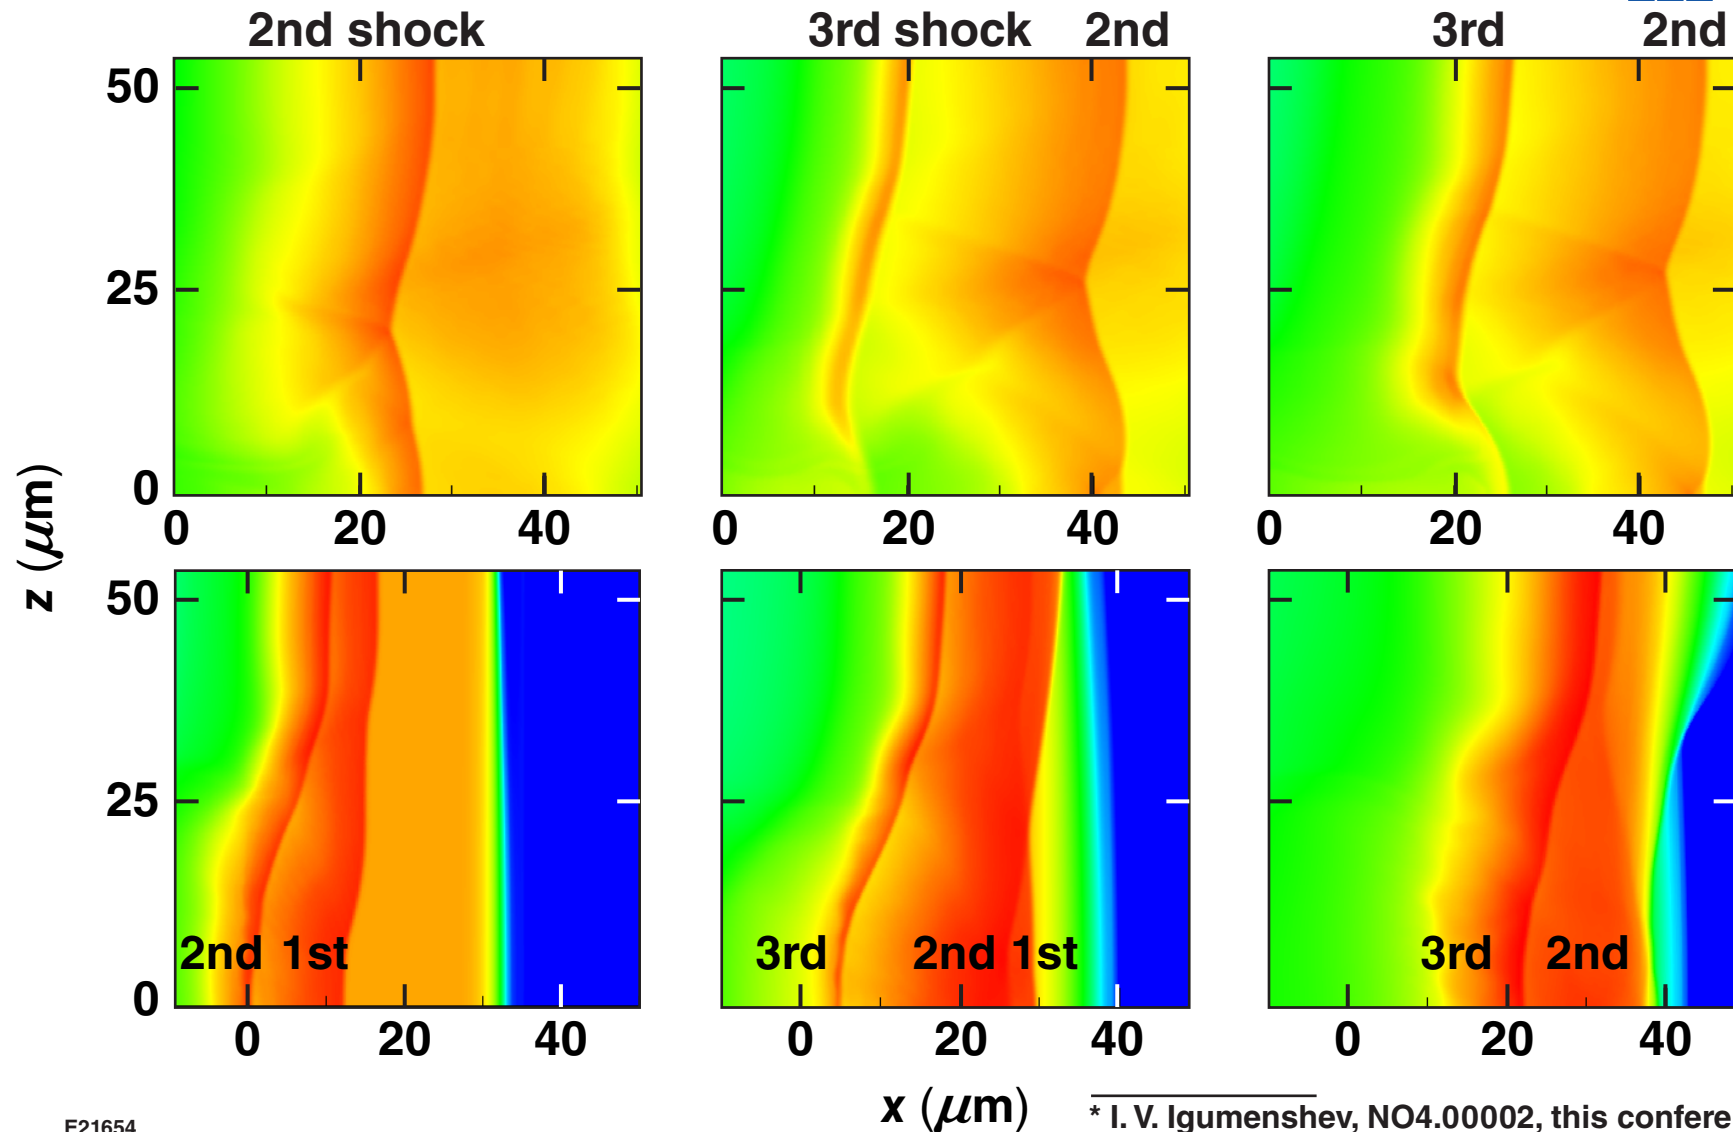 2nd shock 3rd shock 2nd 3rd 2nd
50
25
0
0 20 40 0 20 40 0 20 40
z (μm)
50
25
2nd 1st 3rd 2nd 1st 3rd 2nd
0
0 20 40 0 20 40 0 20 40
x (μm)
* I. V. Igumenshev, NO4.00002, this confere